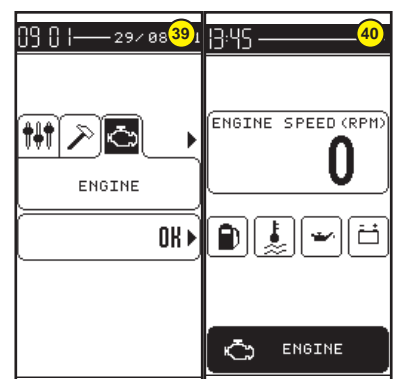 09 01 29/08 39
ENGINE
OK
13:45 40
ENGINE SPEED (RPM)
0
ENGINE